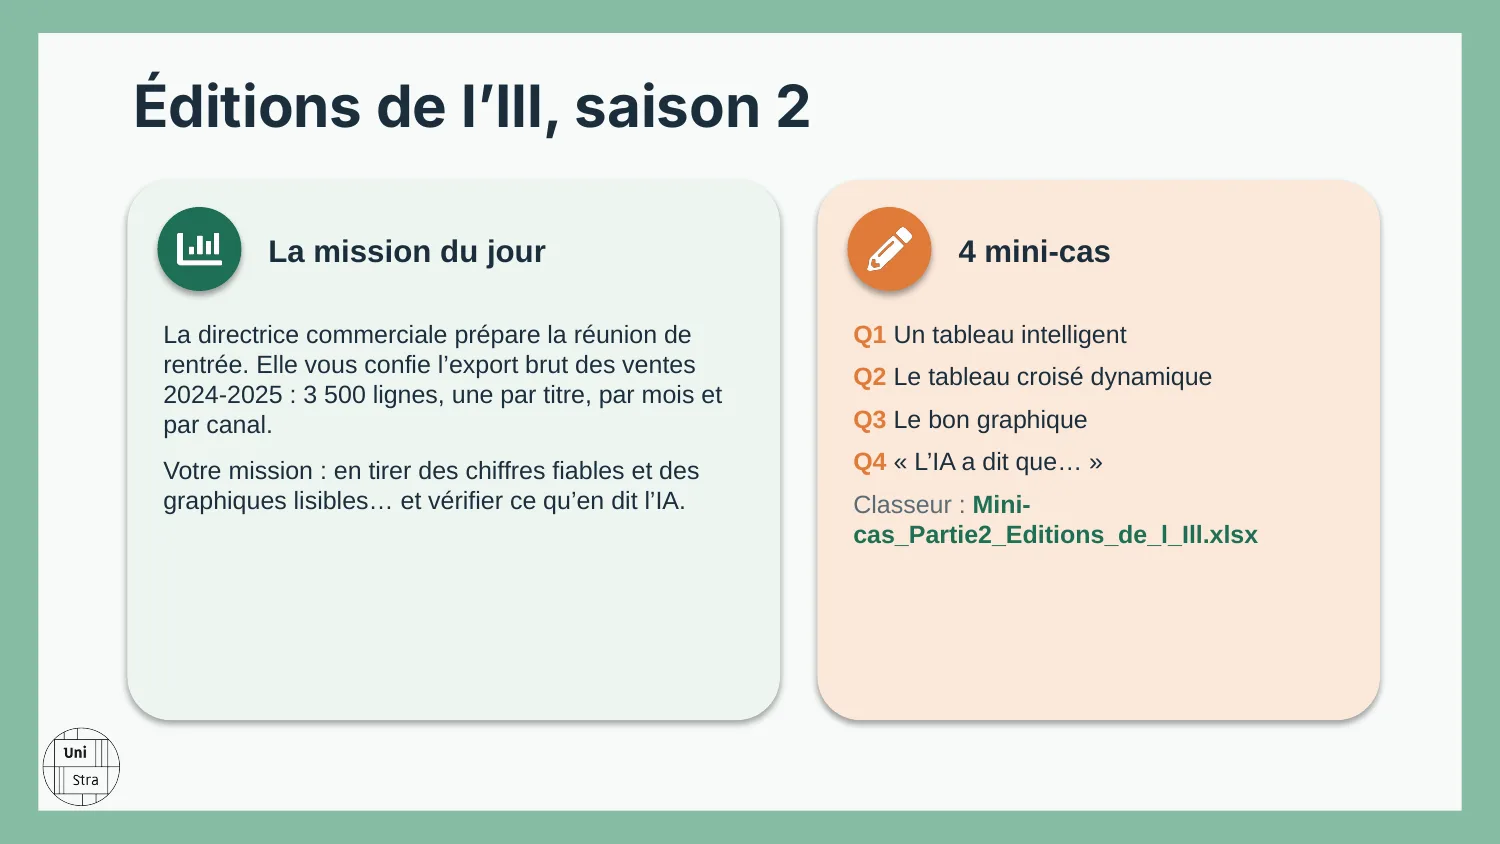 Éditions de l’Ill, saison 2
La mission du jour
La directrice commerciale prépare la réunion de
rentrée. Elle vous confie l’export brut des ventes
2024-2025 : 3 500 lignes, une par titre, par mois et
par canal.
Votre mission : en tirer des chiffres fiables et des
graphiques lisibles… et vérifier ce qu’en dit l’IA.
4 mini-cas
Q1 Un tableau intelligent
Q2 Le tableau croisé dynamique
Q3 Le bon graphique
Q4 « L’IA a dit que… »
Classeur : Mini-
cas_Partie2_Editions_de_l_Ill.xlsx
Uni
Stra